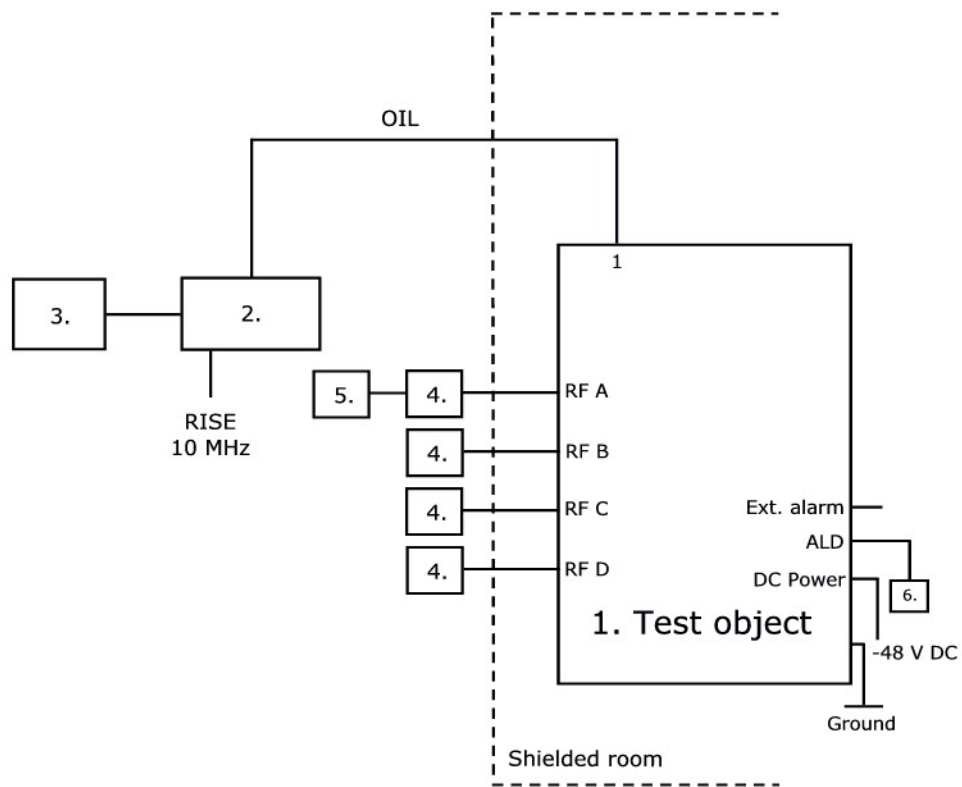 OIL
1
3.
2.
RISE
10 MHz
5.
4.
RF A
4.
RF B
4.
RF C
4.
RF D
Ext. alarm
ALD
DC Power
6.
1. Test object
-48 V DC
Ground
Shielded room